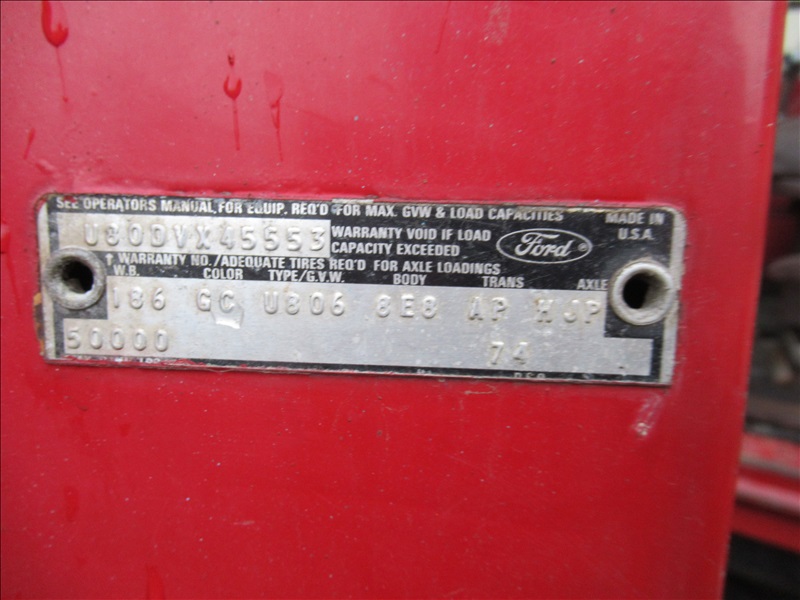 SEE OPERATORS MANUAL FOR EQUIP. REQ'D FOR MAX. GVW & LOAD CAPACITIES
MADE IN U.S.A.
U80DVX45553
WARRANTY VOID IF LOAD CAPACITY EXCEEDED
Ford
↑ WARRANTY NO./ADEQUATE TIRES REQ'D FOR AXLE LOADINGS
W.B. COLOR TYPE/G.V.W. BODY TRANS AXLE
186 GC U806 8E8 AP H JP
50000 74